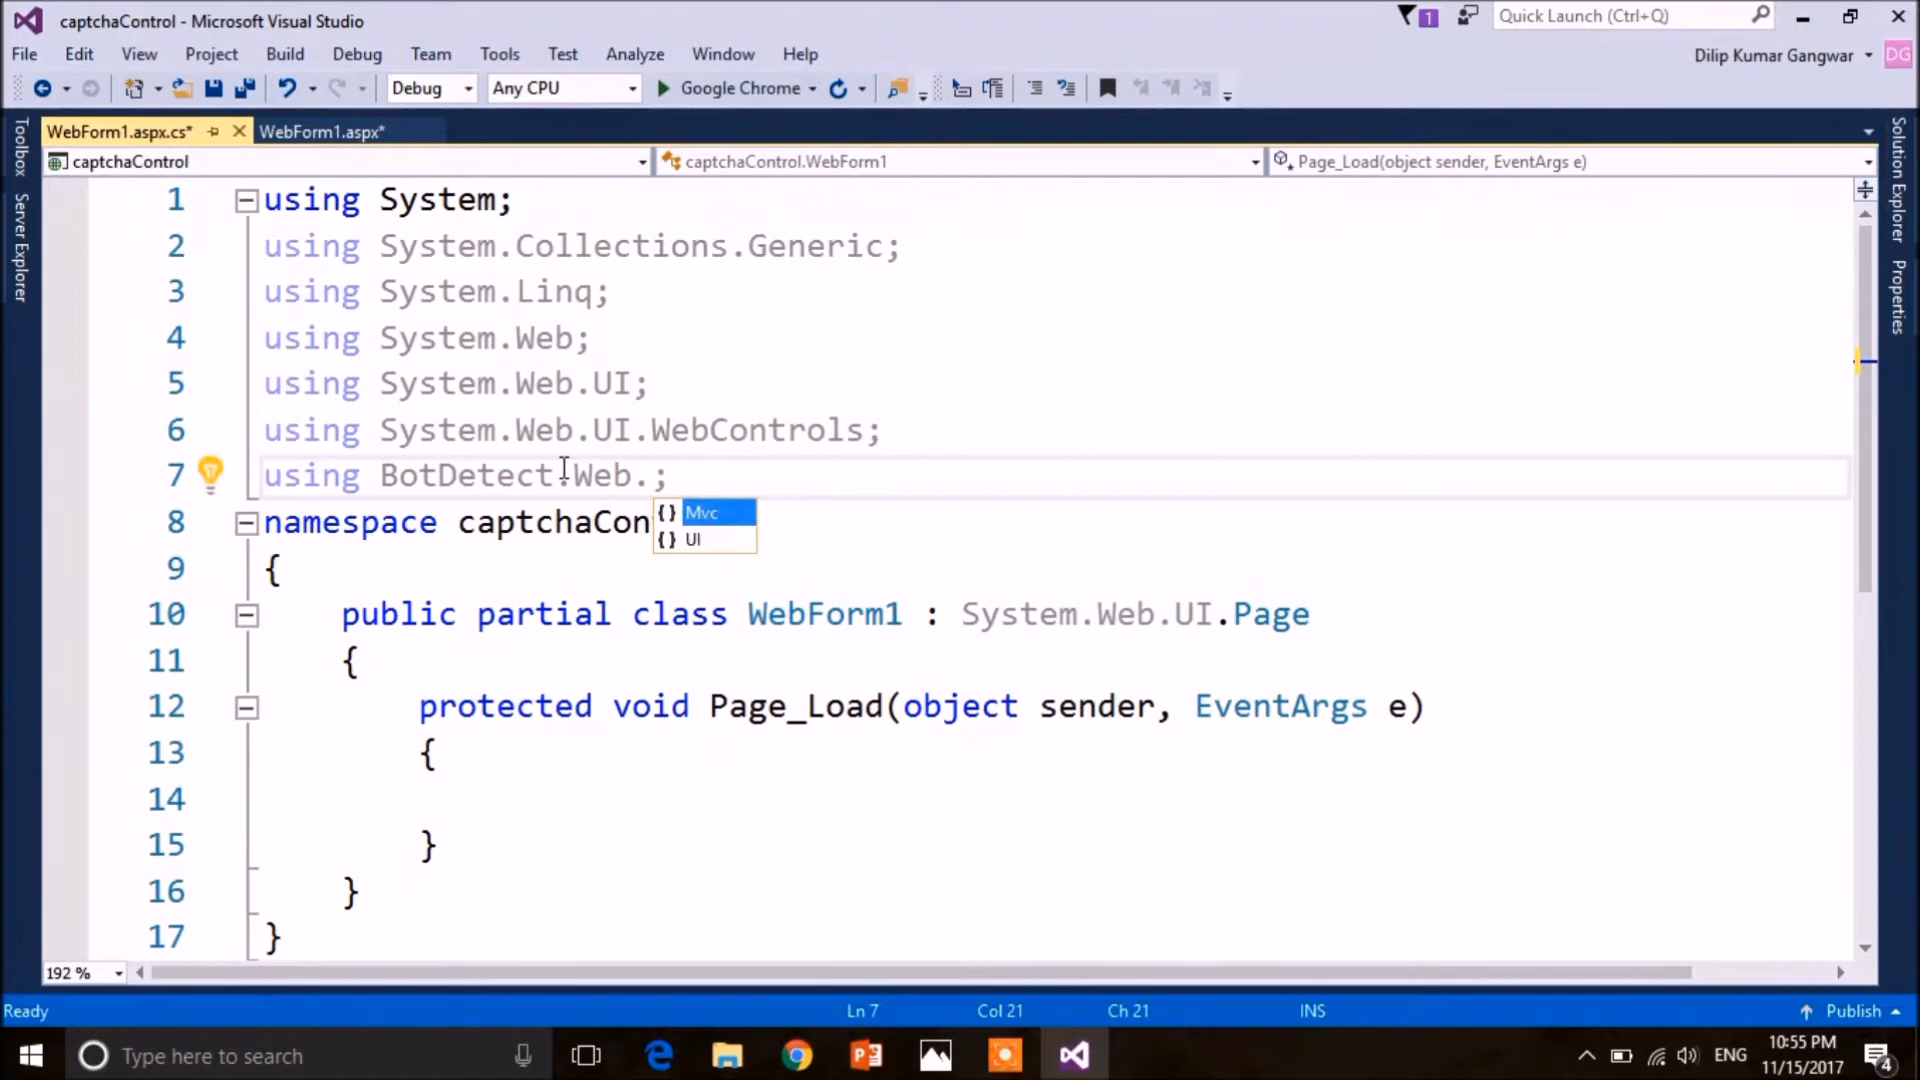 captchaControl - Microsoft Visual Studio
1
Quick Launch (Ctrl+Q)
File Edit View Project Build Debug Team Tools Test Analyze Window Help
Dilip Kumar Gangwar DG
Debug Any CPU Google Chrome
WebForm1.aspx.cs* WebForm1.aspx*
captchaControl captchaControl.WebForm1 Page_Load(object sender, EventArgs e)
Toolbox
Server Explorer
Solution Explorer
Properties
1 using System;
2 using System.Collections.Generic;
3 using System.Linq;
4 using System.Web;
5 using System.Web.UI;
6 using System.Web.UI.WebControls;
7 using BotDetect.Web.;
{} Mvc
{} UI
8 namespace captchaCon
9 {
10 public partial class WebForm1 : System.Web.UI.Page
11 {
12 protected void Page_Load(object sender, EventArgs e)
13 {
14
15 }
16 }
17 }
192 %
Ready Ln 7 Col 21 Ch 21 INS Publish
Type here to search
ENG
10:55 PM
11/15/2017
4